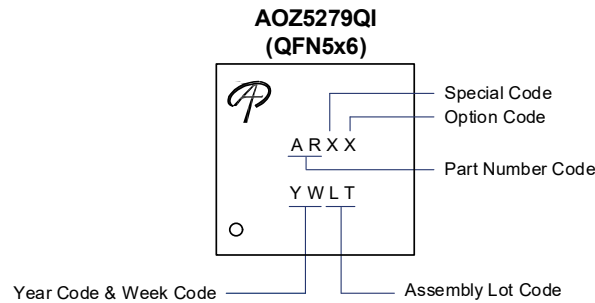 AOZ5279QI
(QFN5x6)
Special Code
Option Code
ARXX
Part Number Code
YWLT
Year Code & Week Code
Assembly Lot Code